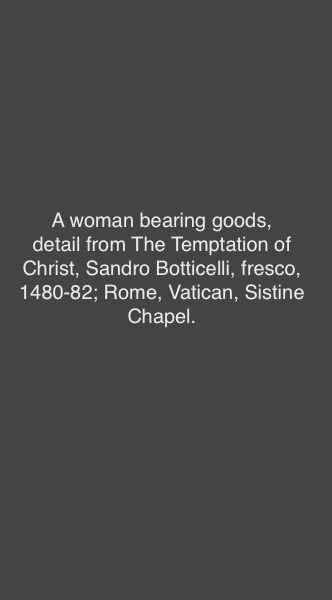 A woman bearing goods,
detail from The Temptation of
Christ, Sandro Botticelli, fresco,
1480-82; Rome, Vatican, Sistine
Chapel.